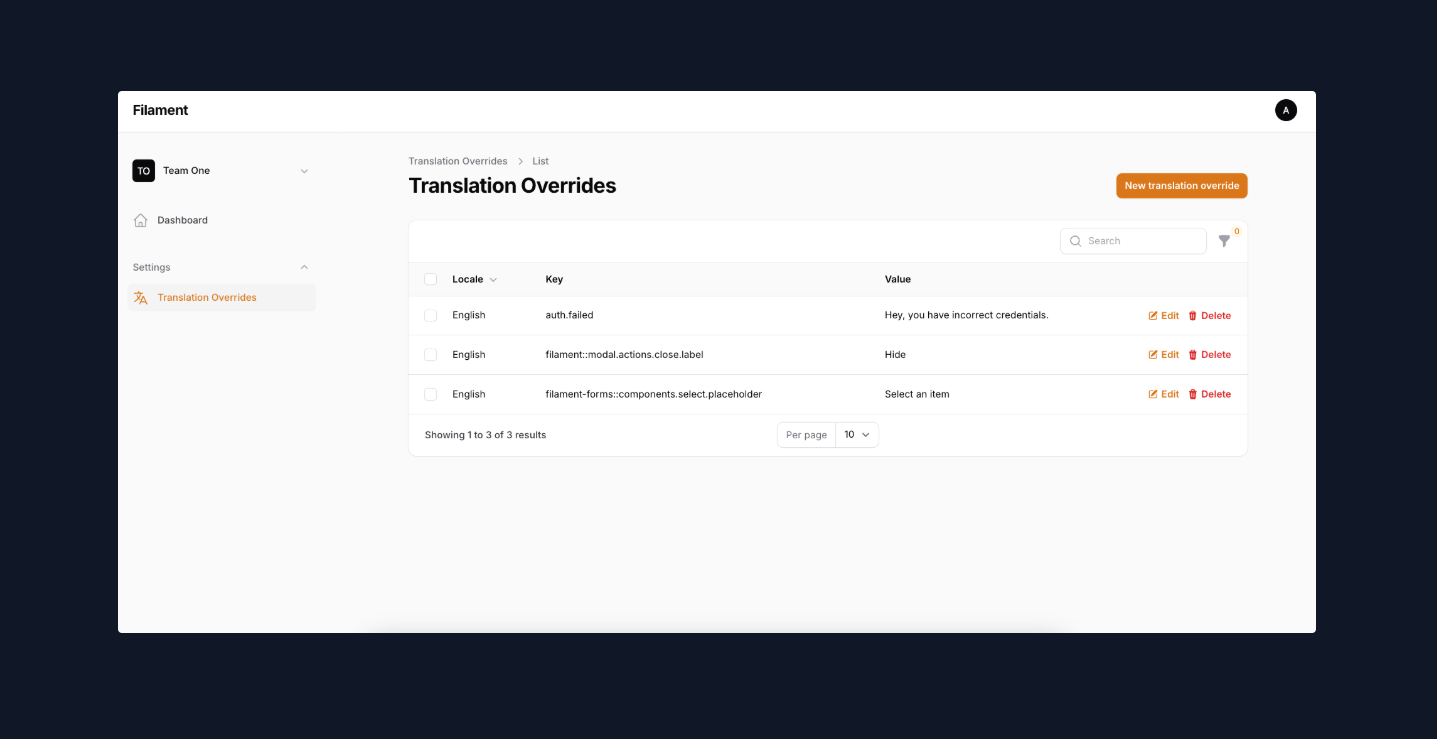 Filament
A
TO Team One
Dashboard
Settings
Translation Overrides
Translation Overrides > List
Translation Overrides
New translation override
Search
0
Locale Key Value
English auth.failed Hey, you have incorrect credentials. Edit Delete
English filament::modal.actions.close.label Hide Edit Delete
English filament-forms::components.select.placeholder Select an item Edit Delete
Showing 1 to 3 of 3 results Per page 10